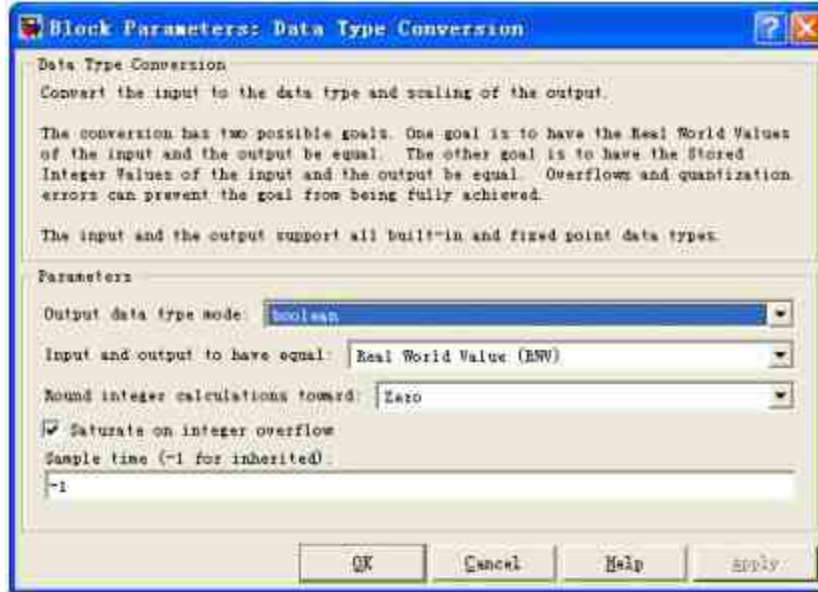 Block Parameters: Data Type Conversion
Data Type Conversion
Convert the input to the data type and scaling of the output.
The conversion has two possible goals. One goal is to have the Real World Values
of the input and the output be equal. The other goal is to have the Stored
Integer Values of the input and the output be equal. Overflows and quantization
errors can prevent the goal from being fully achieved.
The input and the output support all built-in and fixed point data types.
Parameters
Output data type mode: boolean
Input and output to have equal: Real World Value (RWV)
Round integer calculations toward: Zero
Saturate on integer overflow
Sample time (-1 for inherited):
-1
OK Cancel Help Apply